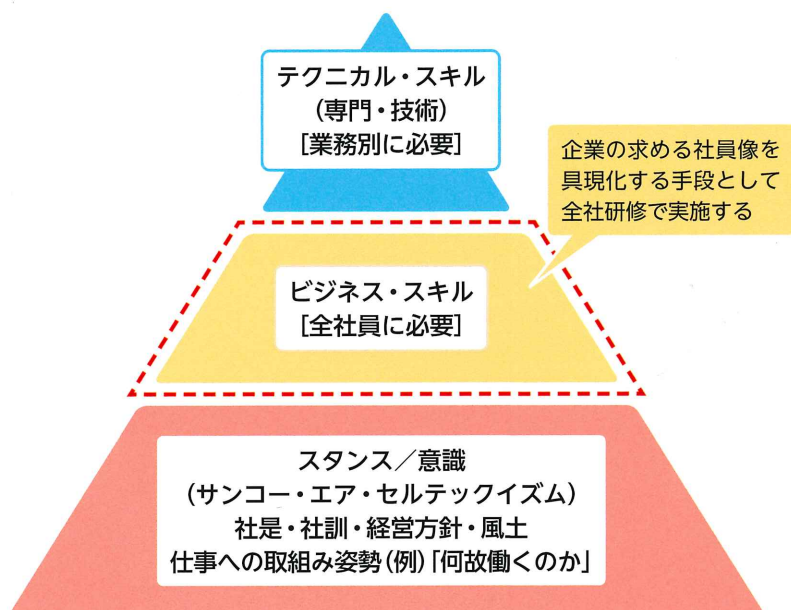 テクニカル・スキル
(専門・技術)
[業務別に必要]
企業の求める社員像を
具現化する手段として
全社研修で実施する
ビジネス・スキル
[全社員に必要]
スタンス／意識
(サンコー・エア・セルテックイズム)
社是・社訓・経営方針・風土
仕事への取組み姿勢(例)「何故働くのか」